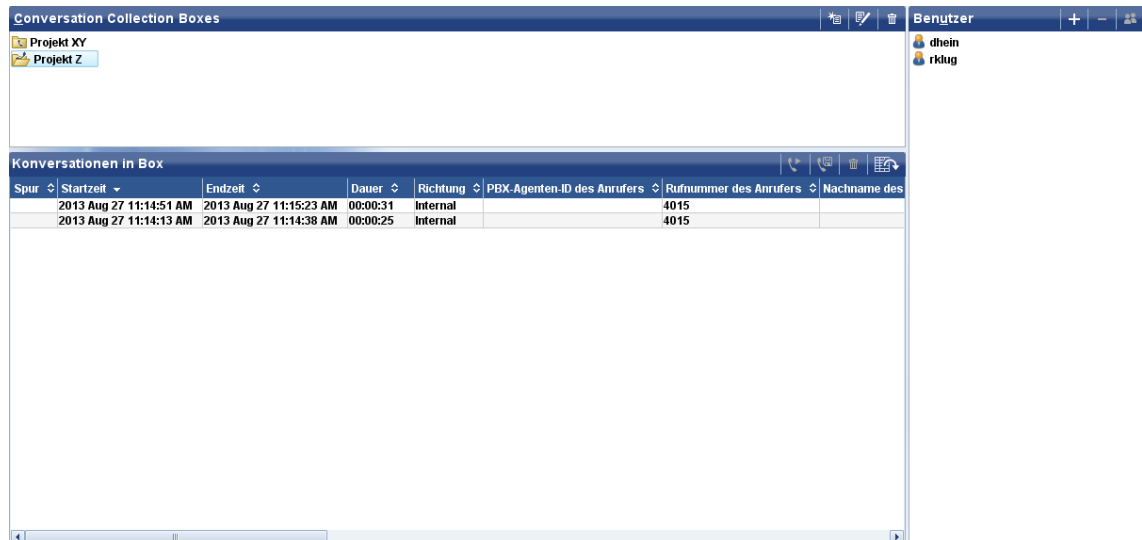 Conversation Collection Boxes
Projekt XY
Projekt Z
Benutzer
dhein
rklug
Konversationen in Box
Spur Startzeit Endzeit Dauer Richtung PBX-Agenten-ID des Anrufers Rufnummer des Anrufers Nachname des
2013 Aug 27 11:14:51 AM 2013 Aug 27 11:15:23 AM 00:00:31 Internal 4015
2013 Aug 27 11:14:13 AM 2013 Aug 27 11:14:38 AM 00:00:25 Internal 4015